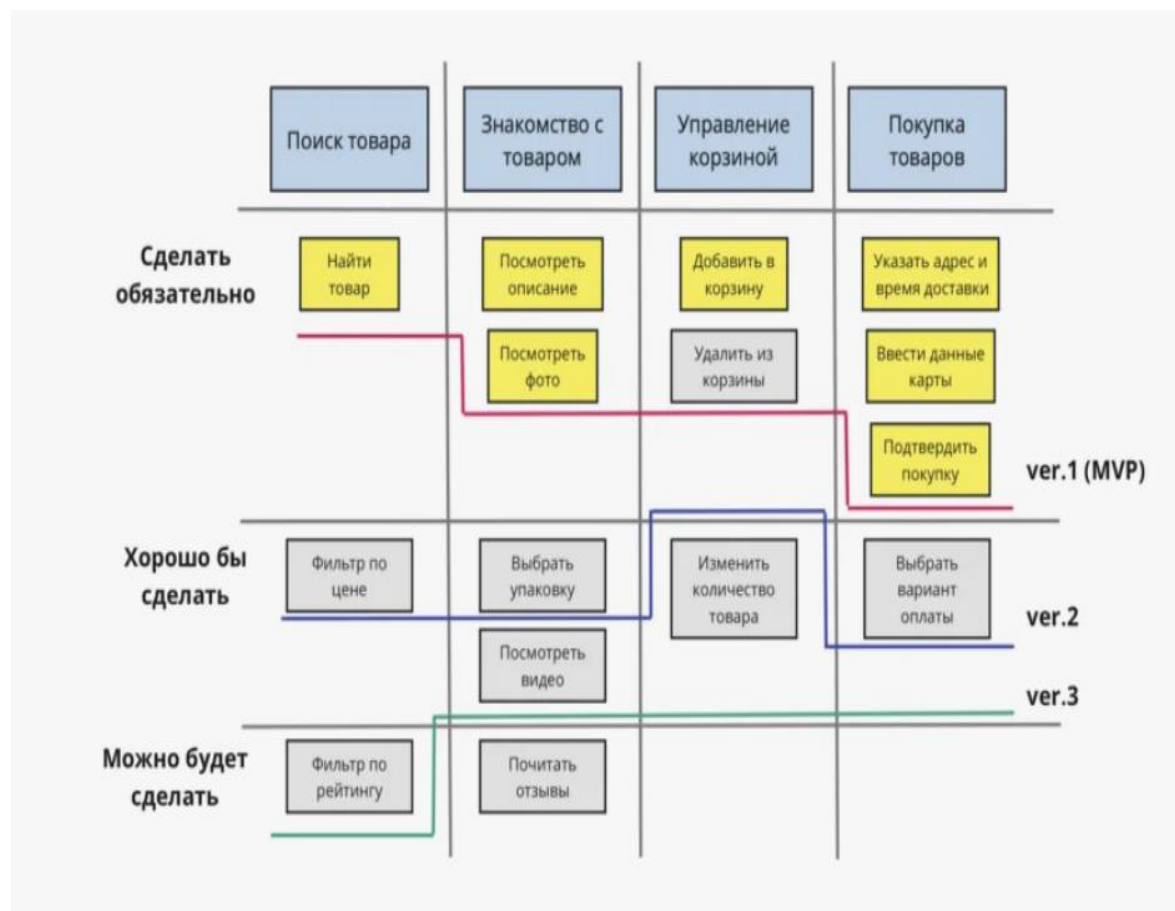 Поиск товара
Знакомство с
товаром
Управление
корзиной
Покупка
товаров
Сделать
обязательно
Найти
товар
Посмотреть
описание
Добавить в
корзину
Указать адрес и
время доставки
Посмотреть
фото
Удалить из
корзины
Ввести данные
карты
Подтвердить
покупку
ver.1 (MVP)
Хорошо бы
сделать
Фильтр по
цене
Выбрать
упаковку
Изменить
количество
товара
Выбрать
вариант
оплаты
ver.2
Посмотреть
видео
ver.3
Можно будет
сделать
Фильтр по
рейтингу
Почитать
отзывы